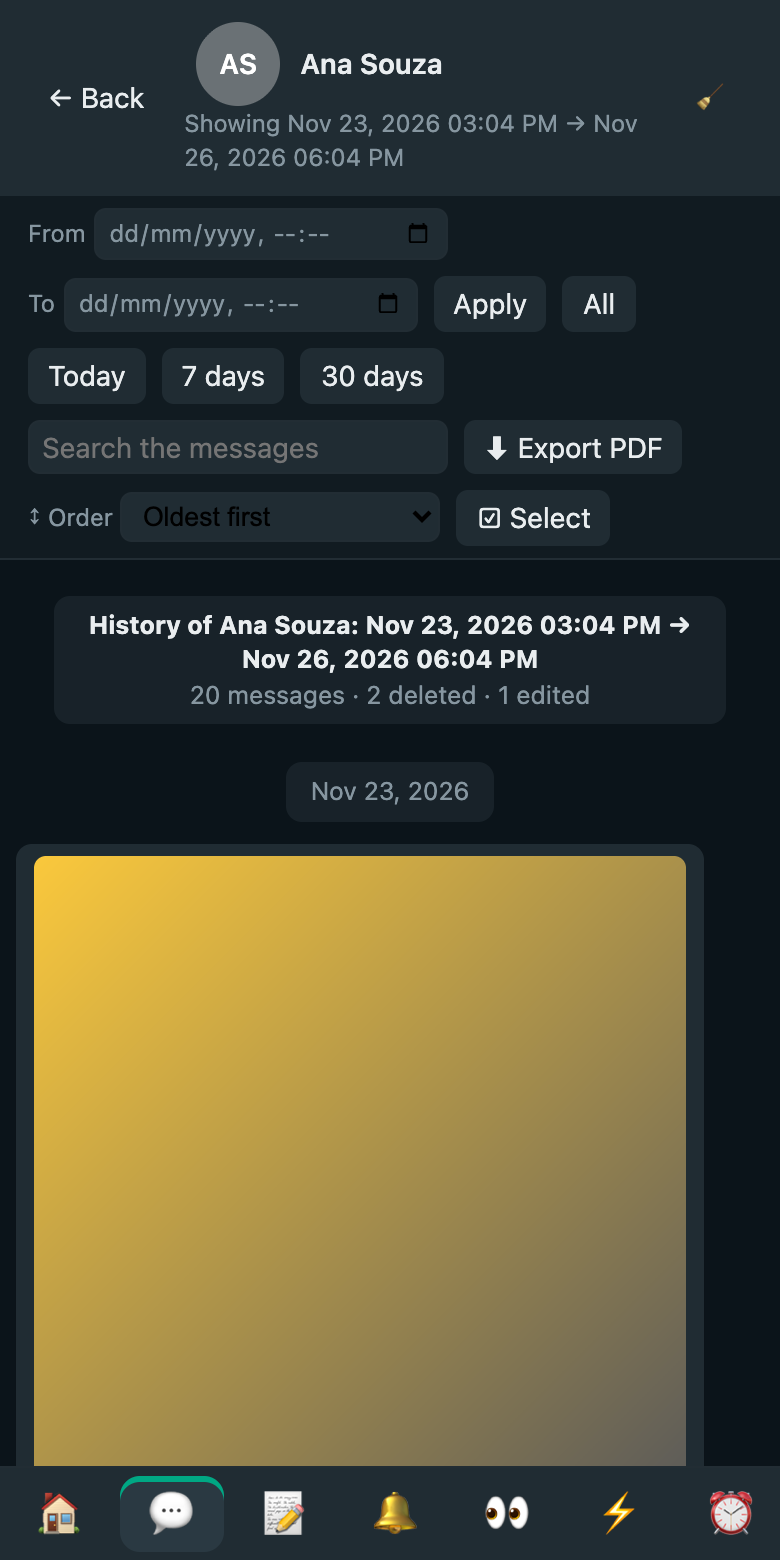 ← Back
AS
Ana Souza
Showing Nov 23, 2026 03:04 PM → Nov
26, 2026 06:04 PM
From dd/mm/yyyy, --:--
To dd/mm/yyyy, --:-- Apply All
Today 7 days 30 days
Search the messages ⬇ Export PDF
↕ Order Oldest first ☑ Select
History of Ana Souza: Nov 23, 2026 03:04 PM →
Nov 26, 2026 06:04 PM
20 messages · 2 deleted · 1 edited
Nov 23, 2026